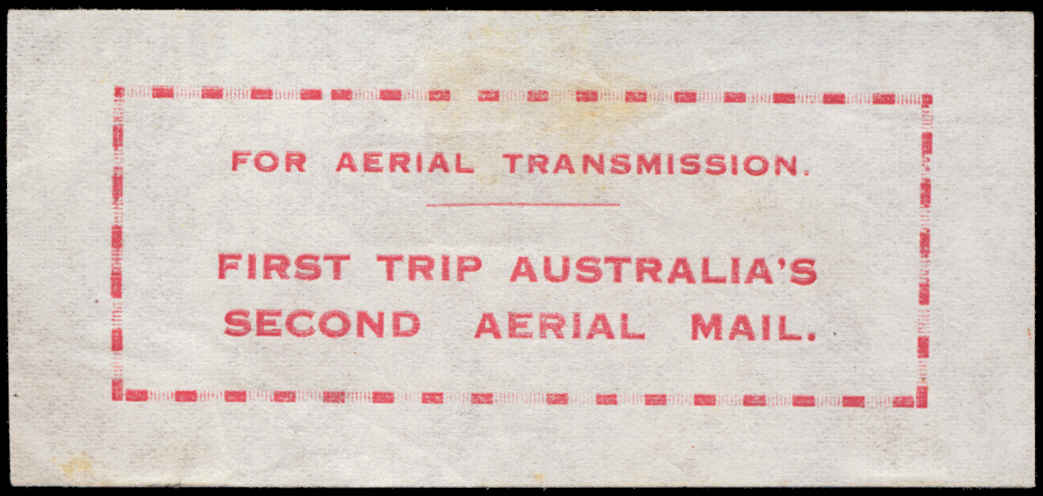 FOR AERIAL TRANSMISSION.
FIRST TRIP AUSTRALIA'S
SECOND AERIAL MAIL.